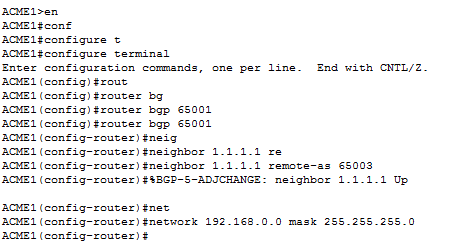 ACME1>en
ACME1#conf
ACME1#configure t
ACME1#configure terminal
Enter configuration commands, one per line.  End with CNTL/Z.
ACME1(config)#rout
ACME1(config)#router bg
ACME1(config)#router bgp 65001
ACME1(config)#router bgp 65001
ACME1(config-router)#neig
ACME1(config-router)#neighbor 1.1.1.1 re
ACME1(config-router)#neighbor 1.1.1.1 remote-as 65003
ACME1(config-router)#%BGP-5-ADJCHANGE: neighbor 1.1.1.1 Up
ACME1(config-router)#net
ACME1(config-router)#network 192.168.0.0 mask 255.255.255.0
ACME1(config-router)#